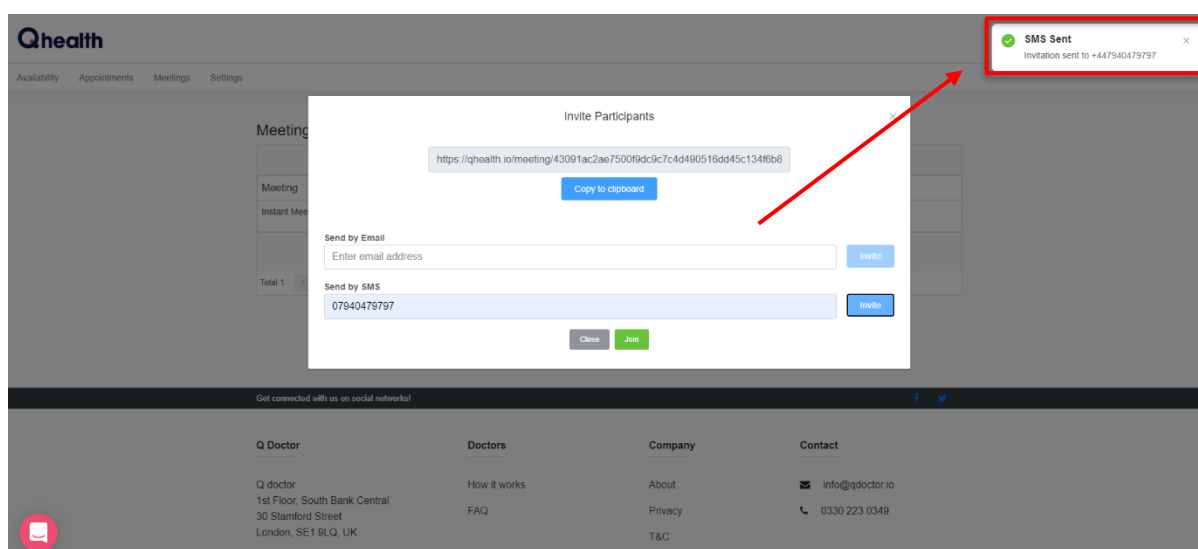 Qhealth
SMS Sent
Invitation sent to +447940479797
Availability Appointments Meetings Settings
Invite Participants
Meeting
https://qhealth.io/meeting/43091ac2ae7500f9dc9c7c4d490516dd45c134f6b8
Copy to clipboard
Meeting
Instant Mee
Send by Email
Enter email address
Invite
Total 1
Send by SMS
07940479797
Invite
Close Join
Get connected with us on social networks!
Q Doctor
Q doctor
1st Floor, South Bank Central
30 Stamford Street
London, SE1 9LQ, UK
Doctors
How it works
FAQ
Company
About
Privacy
T&C
Contact
info@qdoctor.io
0330 223 0349